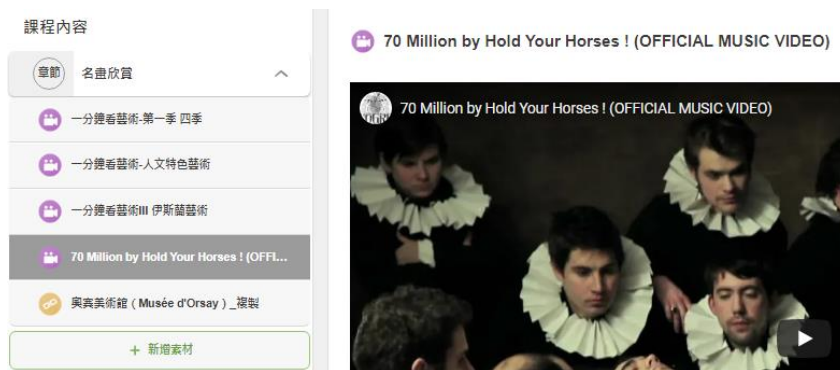 課程內容
章節 名畫欣賞
一分鐘看藝術-第一季 四季
一分鐘看藝術-人文特色藝術
一分鐘看藝術III 伊斯蘭藝術
70 Million by Hold Your Horses ! (OFFI...
奧賽美術館（Musée d'Orsay）_複製
+ 新增素材
70 Million by Hold Your Horses ! (OFFICIAL MUSIC VIDEO)
70 Million by Hold Your Horses ! (OFFICIAL MUSIC VIDEO)